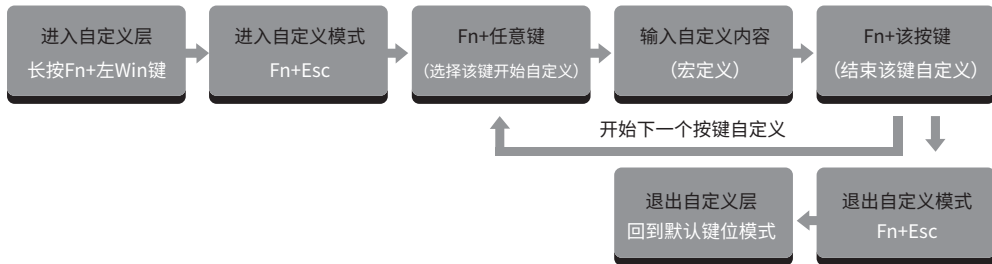 进入自定义层
长按Fn+左Win键
进入自定义模式
Fn+Esc
Fn+任意键
(选择该键开始自定义)
输入自定义内容
(宏定义)
Fn+该按键
(结束该键自定义)
开始下一个按键自定义
退出自定义层
回到默认键位模式
退出自定义模式
Fn+Esc